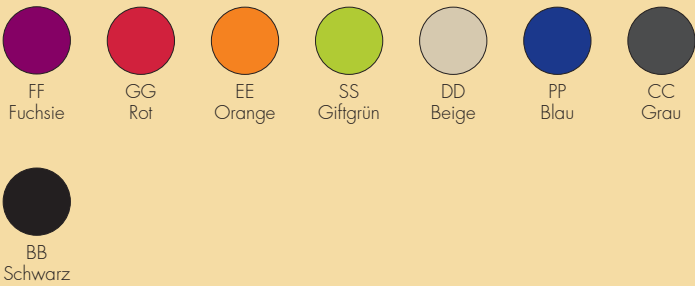 FF GG EE SS DD PP CC
Fuchsie Rot Orange Giftgrün Beige Blau Grau
BB
Schwarz